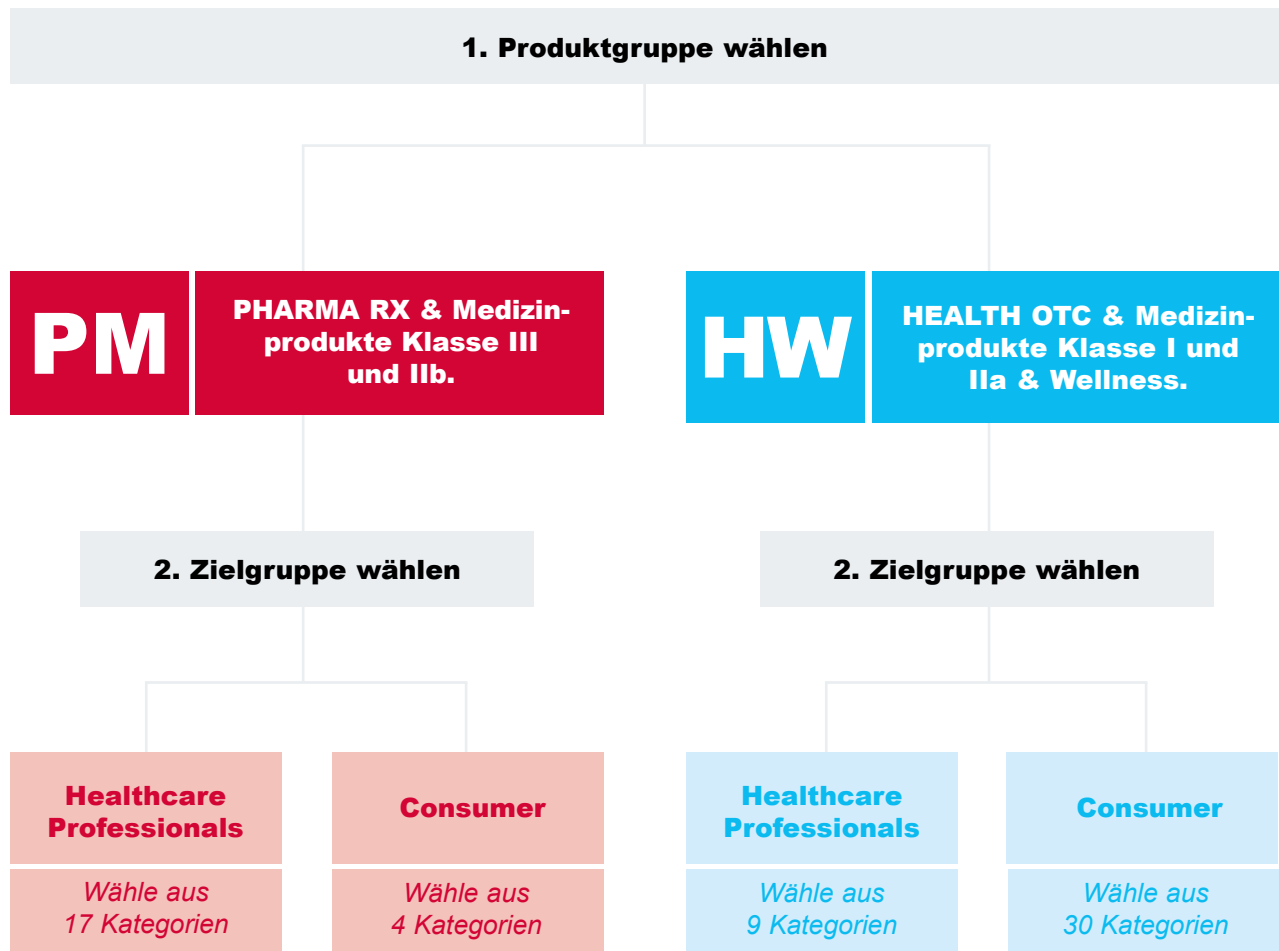 1. Produktgruppe wählen
PM
PHARMA RX & Medizin-
produkte Klasse III
und IIb.
HW
HEALTH OTC & Medizin-
produkte Klasse I und
IIa & Wellness.
2. Zielgruppe wählen
2. Zielgruppe wählen
Healthcare
Professionals
Wähle aus
17 Kategorien
Consumer
Wähle aus
4 Kategorien
Healthcare
Professionals
Wähle aus
9 Kategorien
Consumer
Wähle aus
30 Kategorien